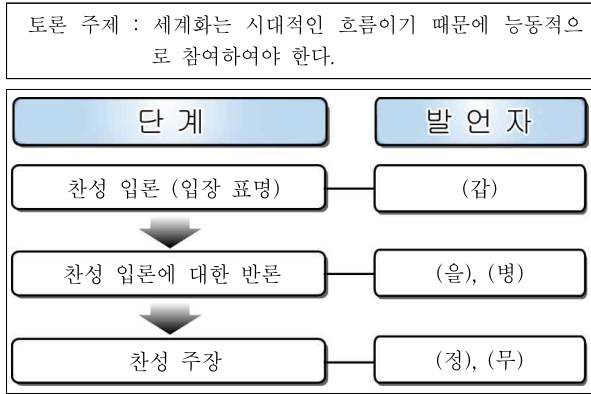 토론 주제 : 세계화는 시대적인 흐름이기 때문에 능동적으
로 참여하여야 한다.
단 계 발 언 자
찬성 입론 (입장 표명) (갑)
찬성 입론에 대한 반론 (을), (병)
찬성 주장 (정), (무)